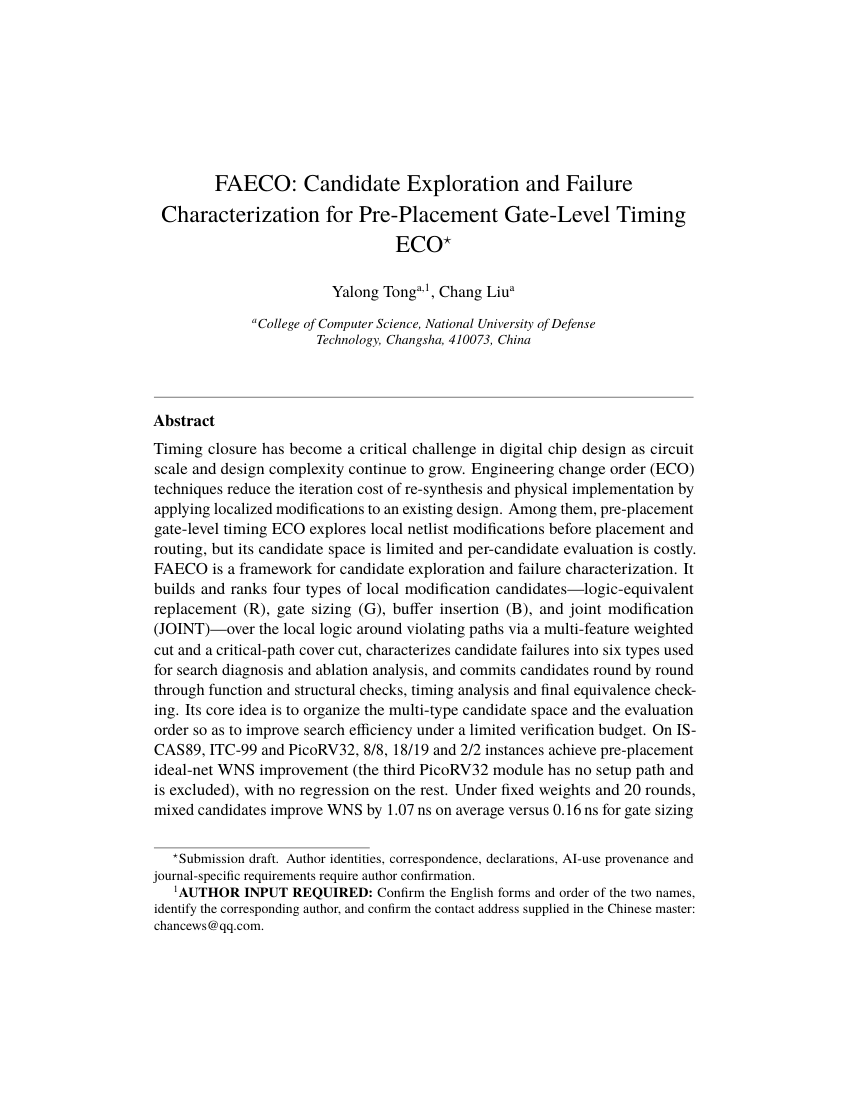 FAECO: Candidate Exploration and Failure
Characterization for Pre-Placement Gate-Level Timing
ECO⋆
Yalong Tongᵃ,¹, Chang Liuᵃ
ᵃCollege of Computer Science, National University of Defense
Technology, Changsha, 410073, China
Abstract
Timing closure has become a critical challenge in digital chip design as circuit
scale and design complexity continue to grow. Engineering change order (ECO)
techniques reduce the iteration cost of re-synthesis and physical implementation by
applying localized modifications to an existing design. Among them, pre-placement
gate-level timing ECO explores local netlist modifications before placement and
routing, but its candidate space is limited and per-candidate evaluation is costly.
FAECO is a framework for candidate exploration and failure characterization. It
builds and ranks four types of local modification candidates—logic-equivalent
replacement (R), gate sizing (G), buffer insertion (B), and joint modification
(JOINT)—over the local logic around violating paths via a multi-feature weighted
cut and a critical-path cover cut, characterizes candidate failures into six types used
for search diagnosis and ablation analysis, and commits candidates round by round
through function and structural checks, timing analysis and final equivalence check-
ing. Its core idea is to organize the multi-type candidate space and the evaluation
order so as to improve search efficiency under a limited verification budget. On IS-
CAS89, ITC-99 and PicoRV32, 8/8, 18/19 and 2/2 instances achieve pre-placement
ideal-net WNS improvement (the third PicoRV32 module has no setup path and
is excluded), with no regression on the rest. Under fixed weights and 20 rounds,
mixed candidates improve WNS by 1.07 ns on average versus 0.16 ns for gate sizing
⋆Submission draft. Author identities, correspondence, declarations, AI-use provenance and
journal-specific requirements require author confirmation.
¹AUTHOR INPUT REQUIRED: Confirm the English forms and order of the two names,
identify the corresponding author, and confirm the contact address supplied in the Chinese master:
chancews@qq.com.